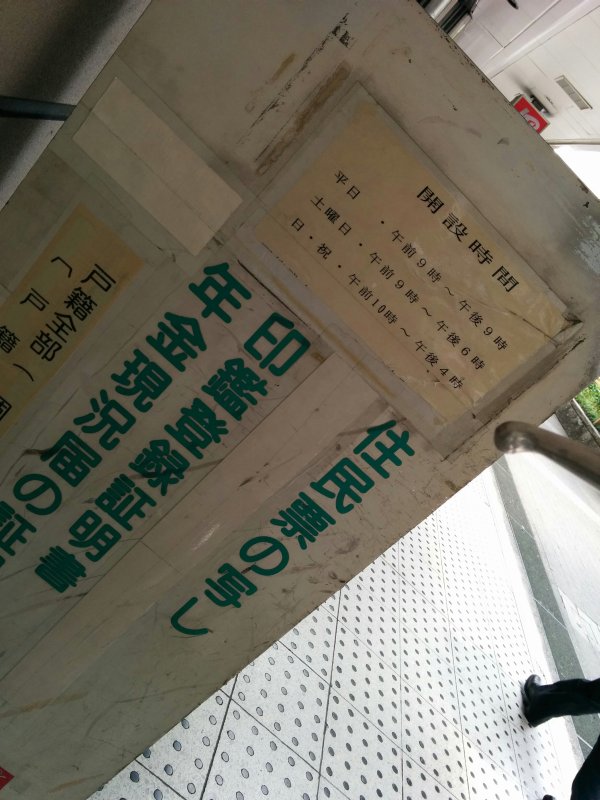 開設時間
平日・午前9時～午後9時
土曜日・午前9時～午後6時
日・祝・午前10時～午後4時
住民票の写し
印鑑登録証明書
年金現況届の証
戸籍全部（
（戸籍